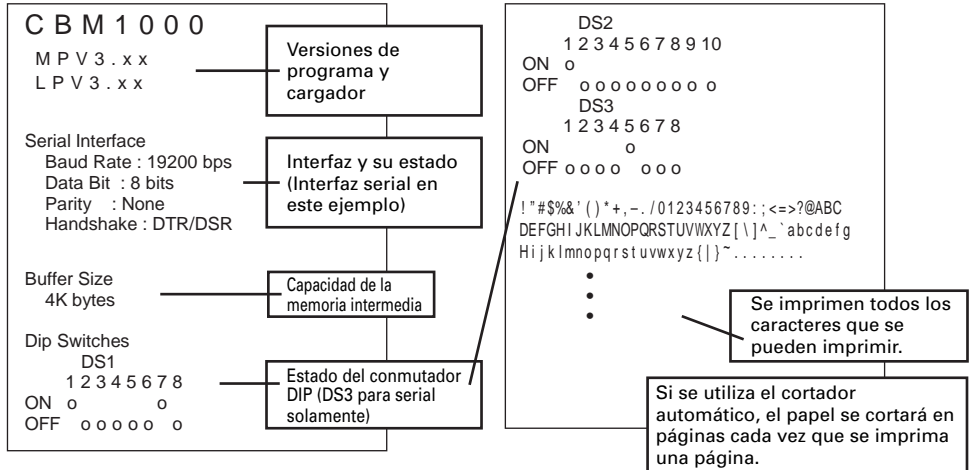 CBM1000
MPV3.xx
LPV3.xx
Versiones de
programa y
cargador
Serial Interface
Baud Rate : 19200 bps
Data Bit : 8 bits
Parity : None
Handshake : DTR/DSR
Interfaz y su estado
(Interfaz serial en
este ejemplo)
Buffer Size
4K bytes
Capacidad de la
memoria intermedia
Dip Switches
DS1
1 2 3 4 5 6 7 8
ON o o
OFF o o o o o o
Estado del conmutador
DIP (DS3 para serial
solamente)
DS2
1 2 3 4 5 6 7 8 9 10
ON o
OFF o o o o o o o o o
DS3
1 2 3 4 5 6 7 8
ON o
OFF o o o o o o o
!"#$%&'()*+,–./0123456789:;<=>?@ABC
DEFGHIJKLMNOPQRSTUVWXYZ[\]^_`abcdefg
Hijklmnopqrstuvwxyz{|}~........
Se imprimen todos los
caracteres que se
pueden imprimir.
Si se utiliza el cortador
automático, el papel se cortará en
páginas cada vez que se imprima
una página.